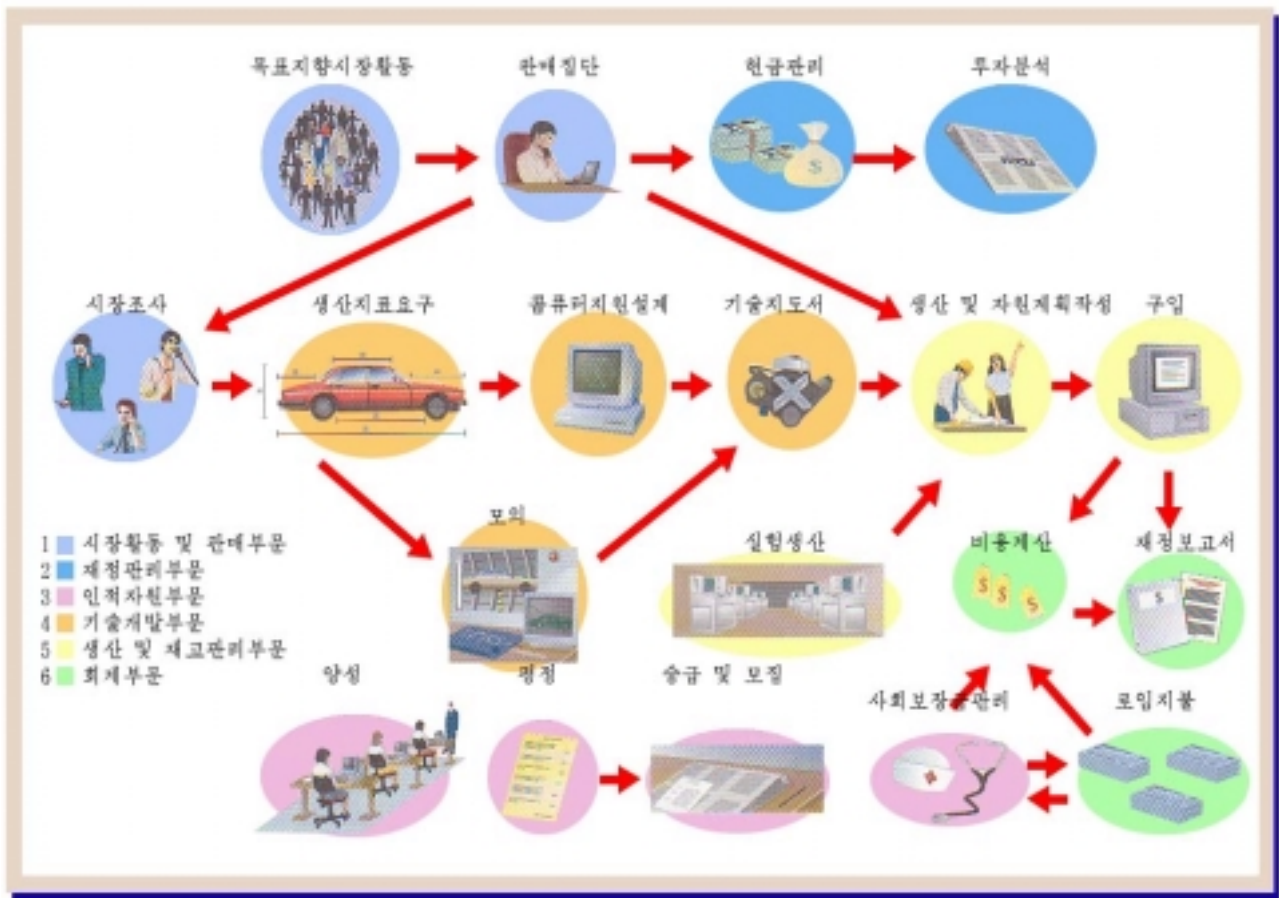 목표지향시장활동
판매집단
현금관리
투자분석
시장조사
생산지표요구
콤퓨터지원설계
기술지도서
생산 및 자원계획작성
구입
모의
실험생산
비용계산
재정보고서
1 시장활동 및 판매부문
2 재정관리부문
3 인적자원부문
4 기술개발부문
5 생산 및 재고관리부문
6 회계부문
양성
평정
승급 및 모집
로임지불